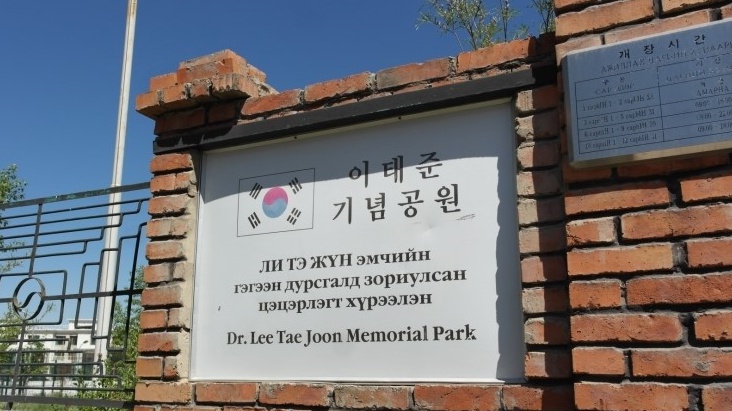 이태준
기념공원
ЛИ ТЭ ЖҮН эмчийн
гэгээн дурсгалд зориулсан
цэцэрлэгт хүрээлэн
Dr. Lee Tae Joon Memorial Park
개장시간